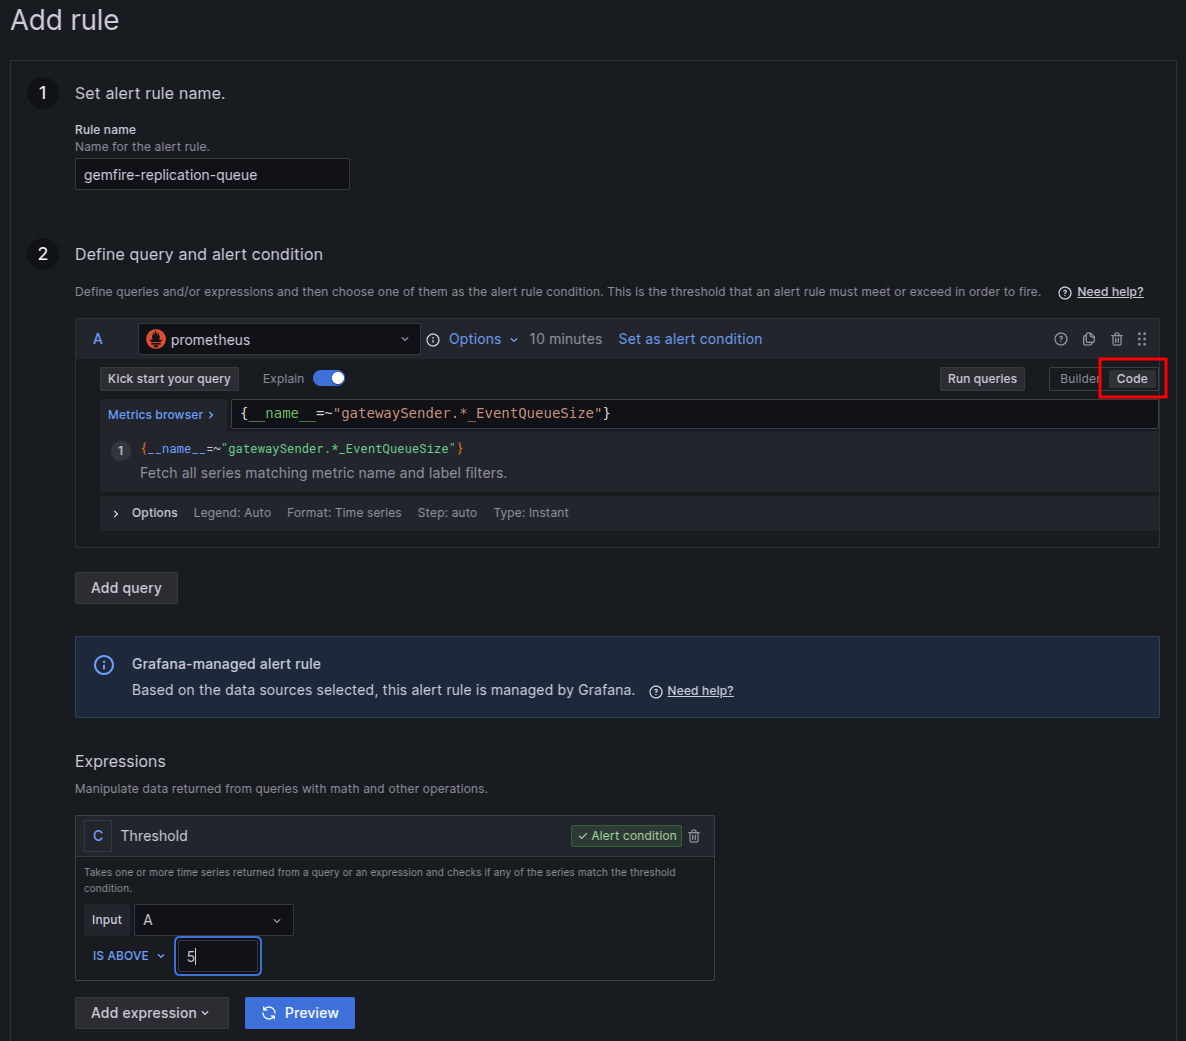 Add rule
1 Set alert rule name.
Rule name
Name for the alert rule.
gemfire-replication-queue
2 Define query and alert condition
Define queries and/or expressions and then choose one of them as the alert rule condition. This is the threshold that an alert rule must meet or exceed in order to fire. Need help?
A prometheus Options 10 minutes Set as alert condition
Kick start your query Explain Run queries Builder Code
Metrics browser > {__name__=~"gatewaySender.*_EventQueueSize"}
1 {__name__=~"gatewaySender.*_EventQueueSize"}
Fetch all series matching metric name and label filters.
> Options Legend: Auto Format: Time series Step: auto Type: Instant
Add query
Grafana-managed alert rule
Based on the data sources selected, this alert rule is managed by Grafana. Need help?
Expressions
Manipulate data returned from queries with math and other operations.
C Threshold Alert condition
Takes one or more time series returned from a query or an expression and checks if any of the series match the threshold
condition.
Input A
IS ABOVE 5
Add expression Preview